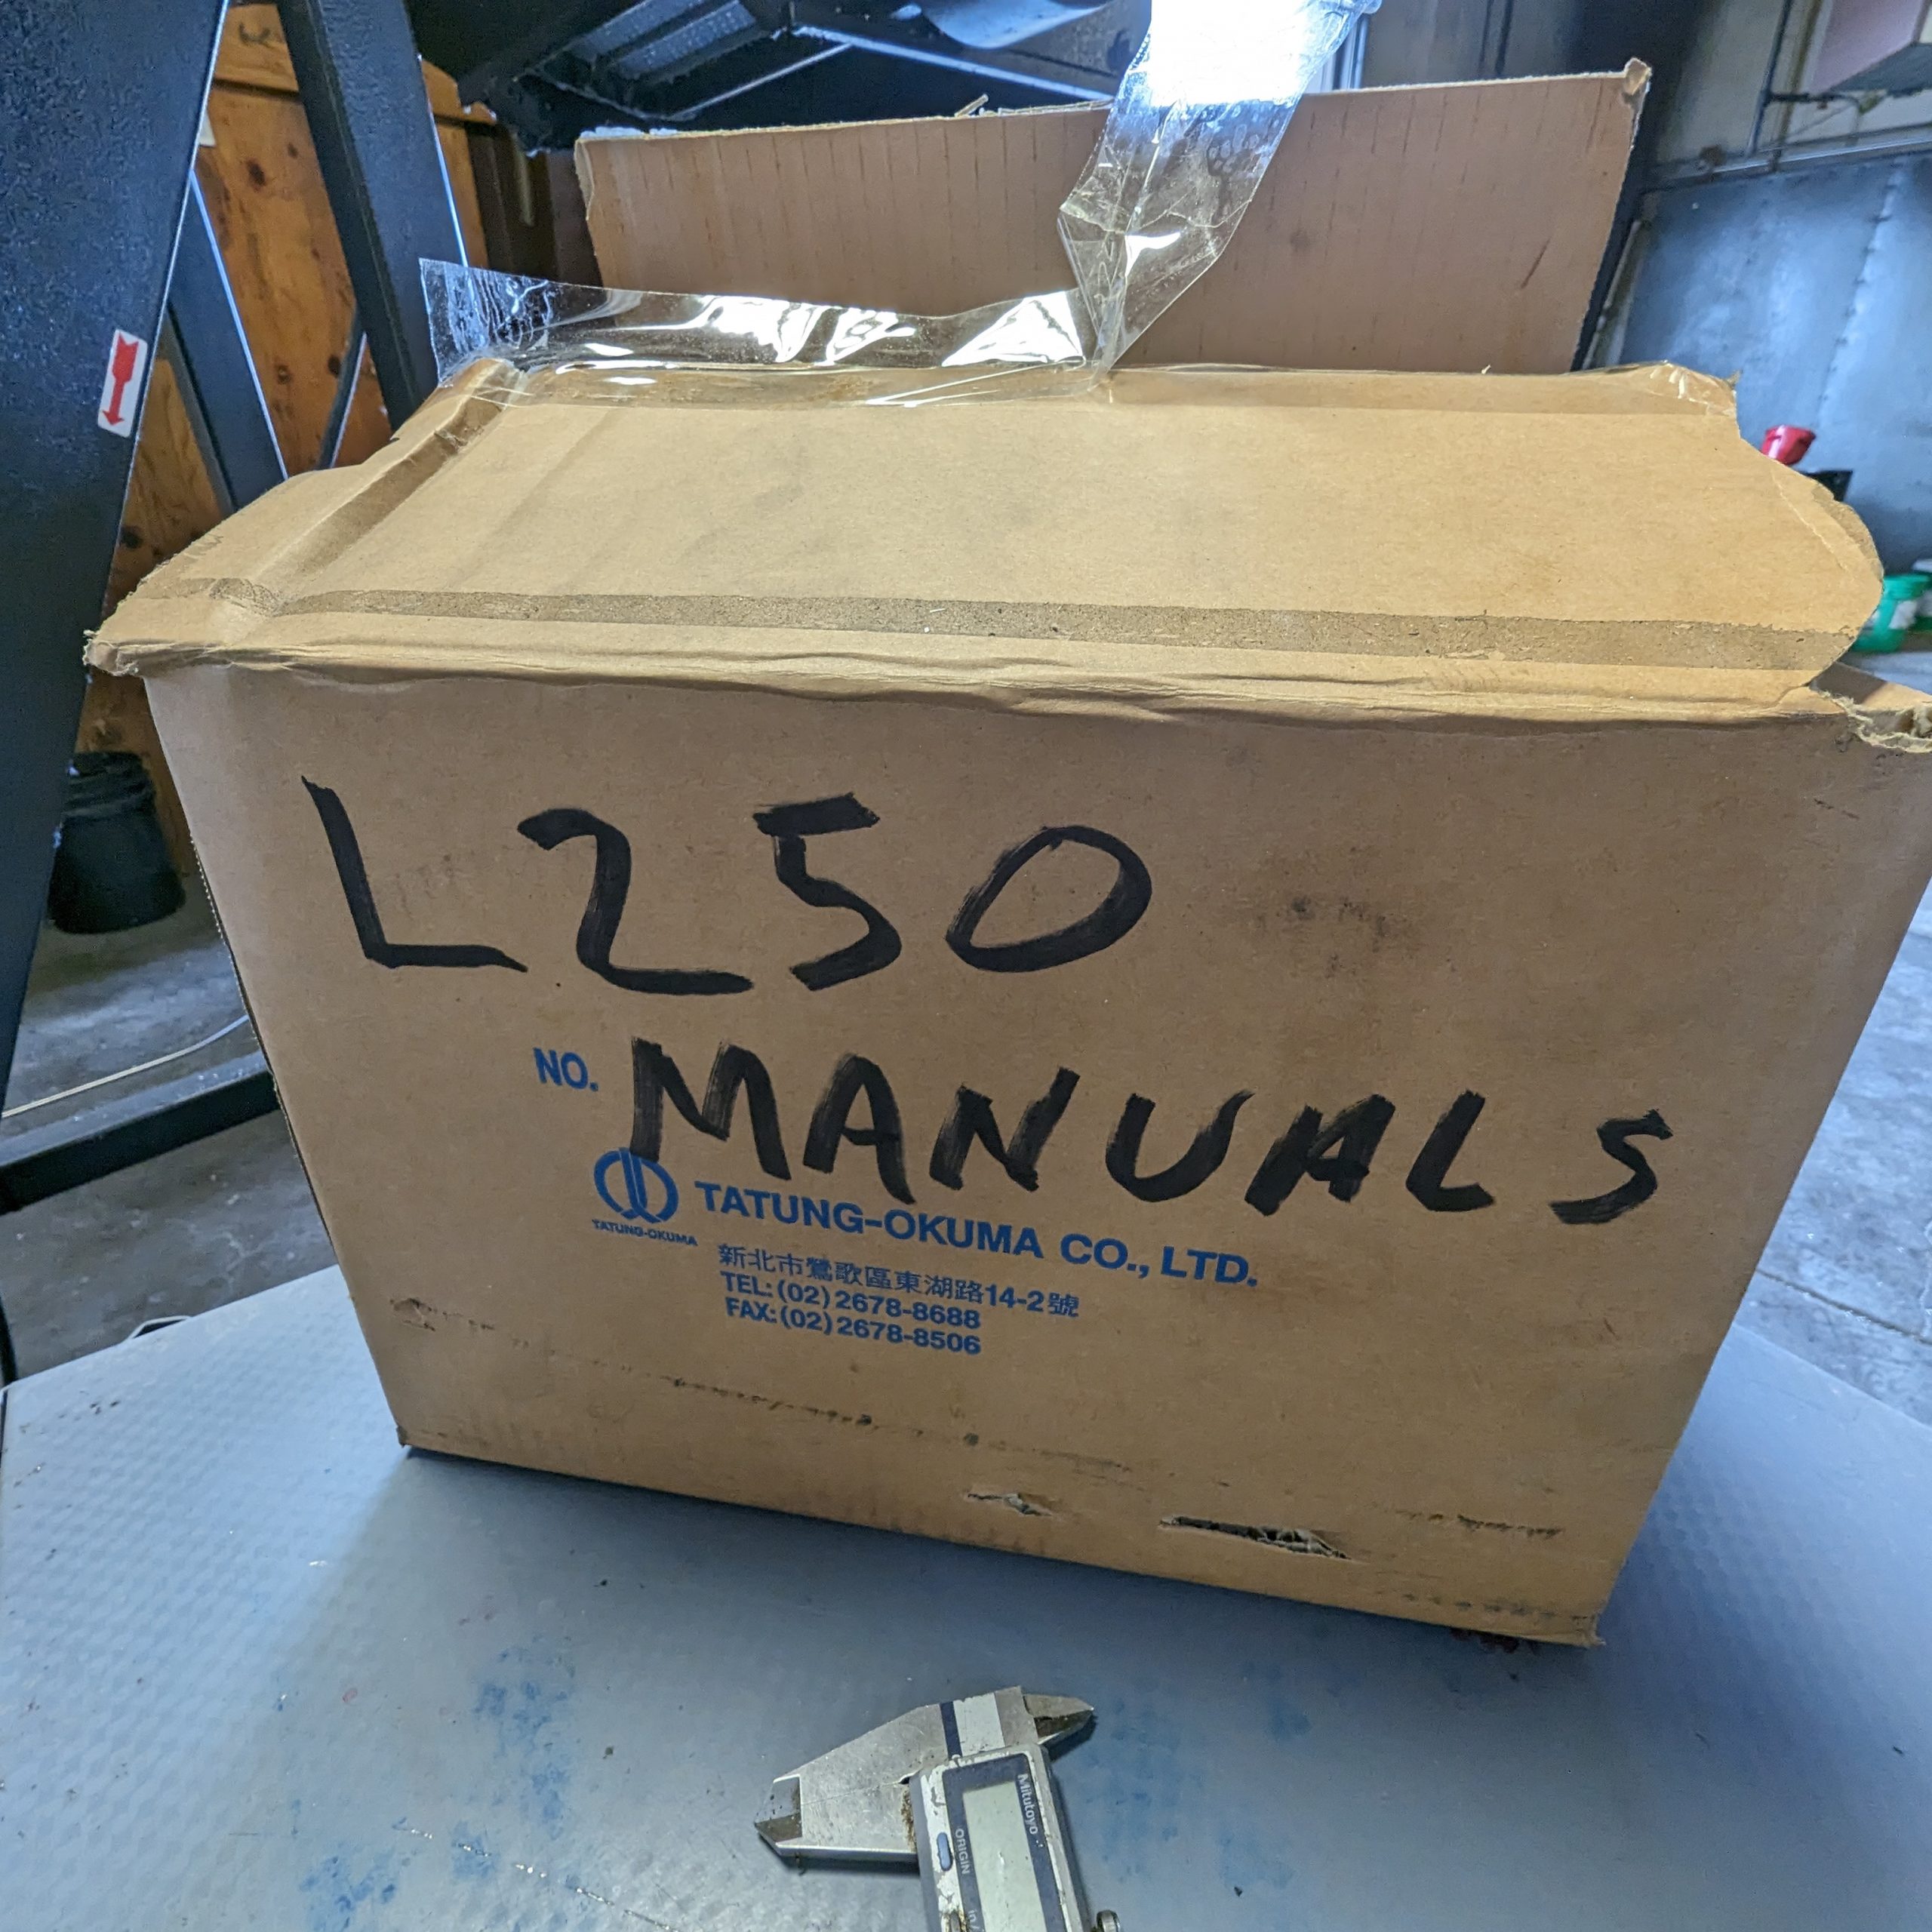 L250
NO. MANUALS
TATUNG-OKUMA CO., LTD.
TATUNG-OKUMA
新北市鶯歌區東湖路14-2號
TEL:(02)2678-8688
FAX:(02)2678-8506
Mitutoyo
ORIGIN